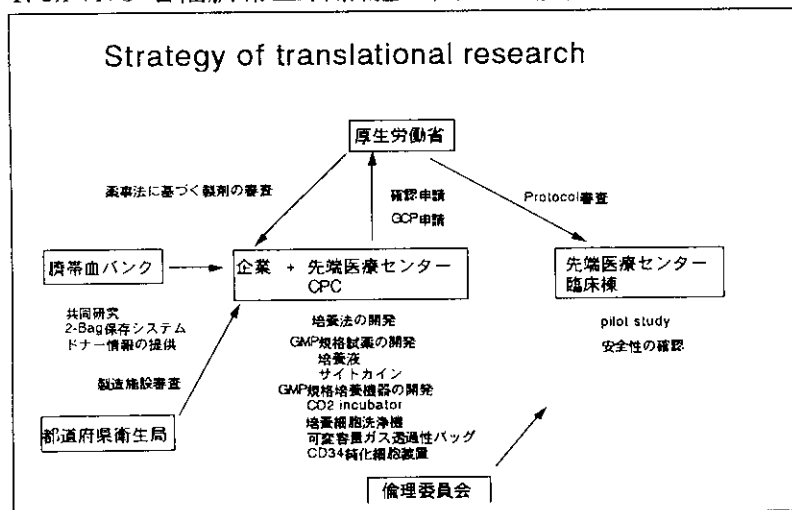 Strategy of translational research
厚生労働省
薬事法に基づく製剤の審査
確認申請
GCP申請
Protocol審査
臍帯血バンク
企業 + 先端医療センター
CPC
先端医療センター
臨床棟
共同研究
2-Bag保存システム
ドナー情報の提供
培養法の開発
GMP規格試薬の開発
培養液
サイトカイン
GMP規格培養機器の開発
CO2 incubator
培養細胞洗浄機
可変容量ガス透過性バッグ
CD34純化細胞装置
pilot study
安全性の確認
製造施設審査
都道府県衛生局
倫理委員会